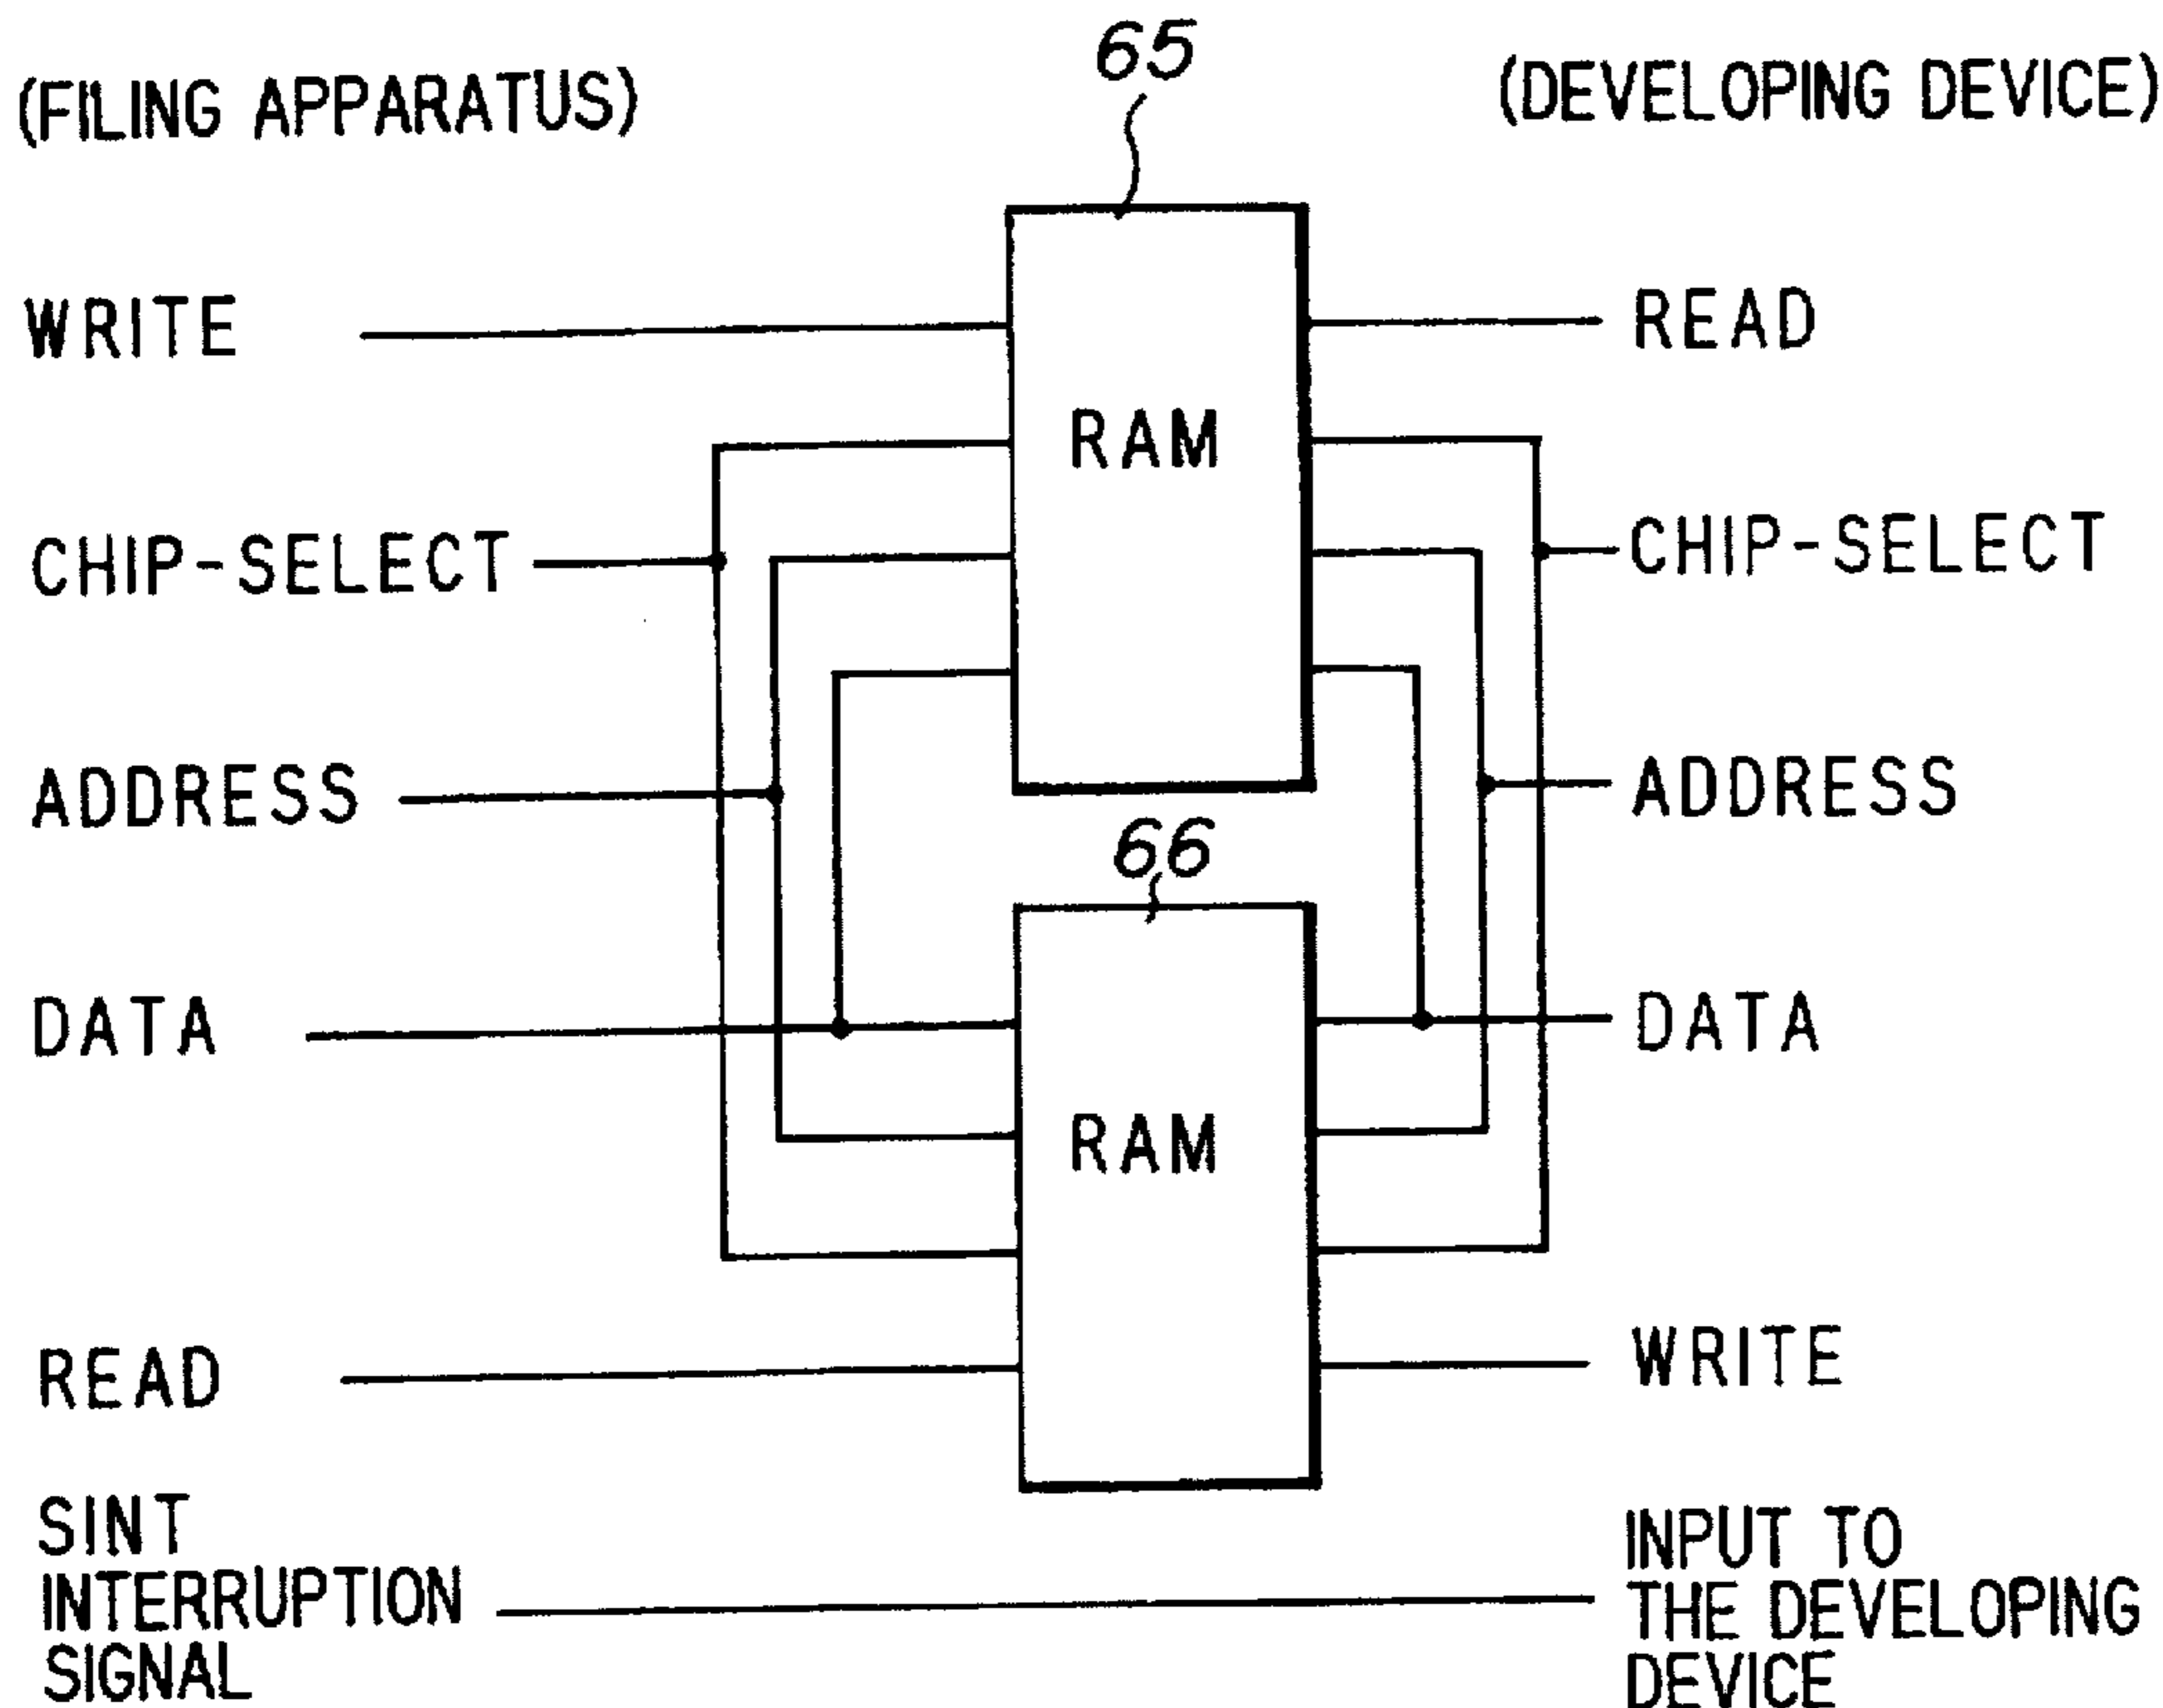 65
(FILING APPARATUS)
(DEVELOPING DEVICE)
WRITE
READ
RAM
CHIP-SELECT
CHIP-SELECT
ADDRESS
ADDRESS
66
DATA
DATA
RAM
READ
WRITE
SINT
INTERRUPTION
SIGNAL
INPUT TO
THE DEVELOPING
DEVICE